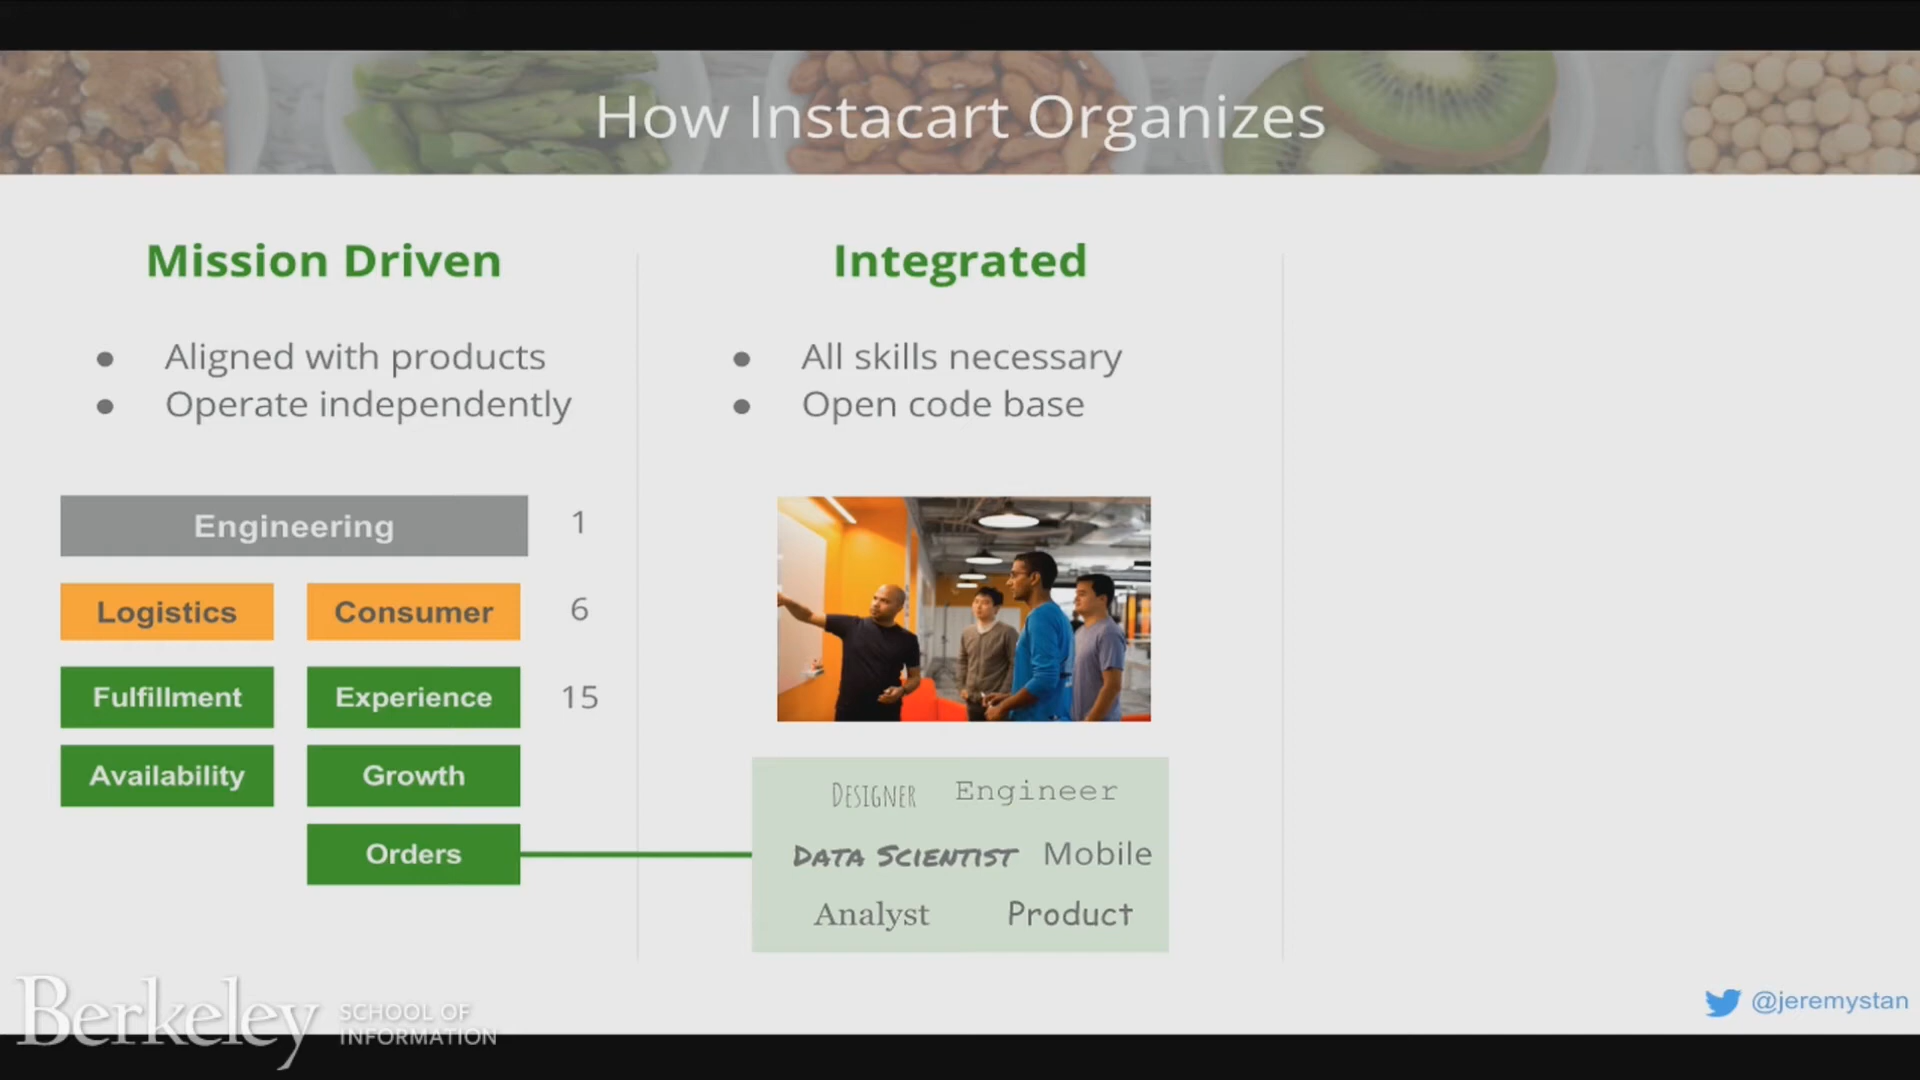 How Instacart Organizes
Mission Driven
● Aligned with products
● Operate independently
Engineering 1
Logistics Consumer 6
Fulfillment Experience 15
Availability Growth
Orders
Integrated
● All skills necessary
● Open code base
DESIGNER Engineer
DATA SCIENTIST Mobile
Analyst Product
Berkeley SCHOOL OF
INFORMATION
@jeremystan